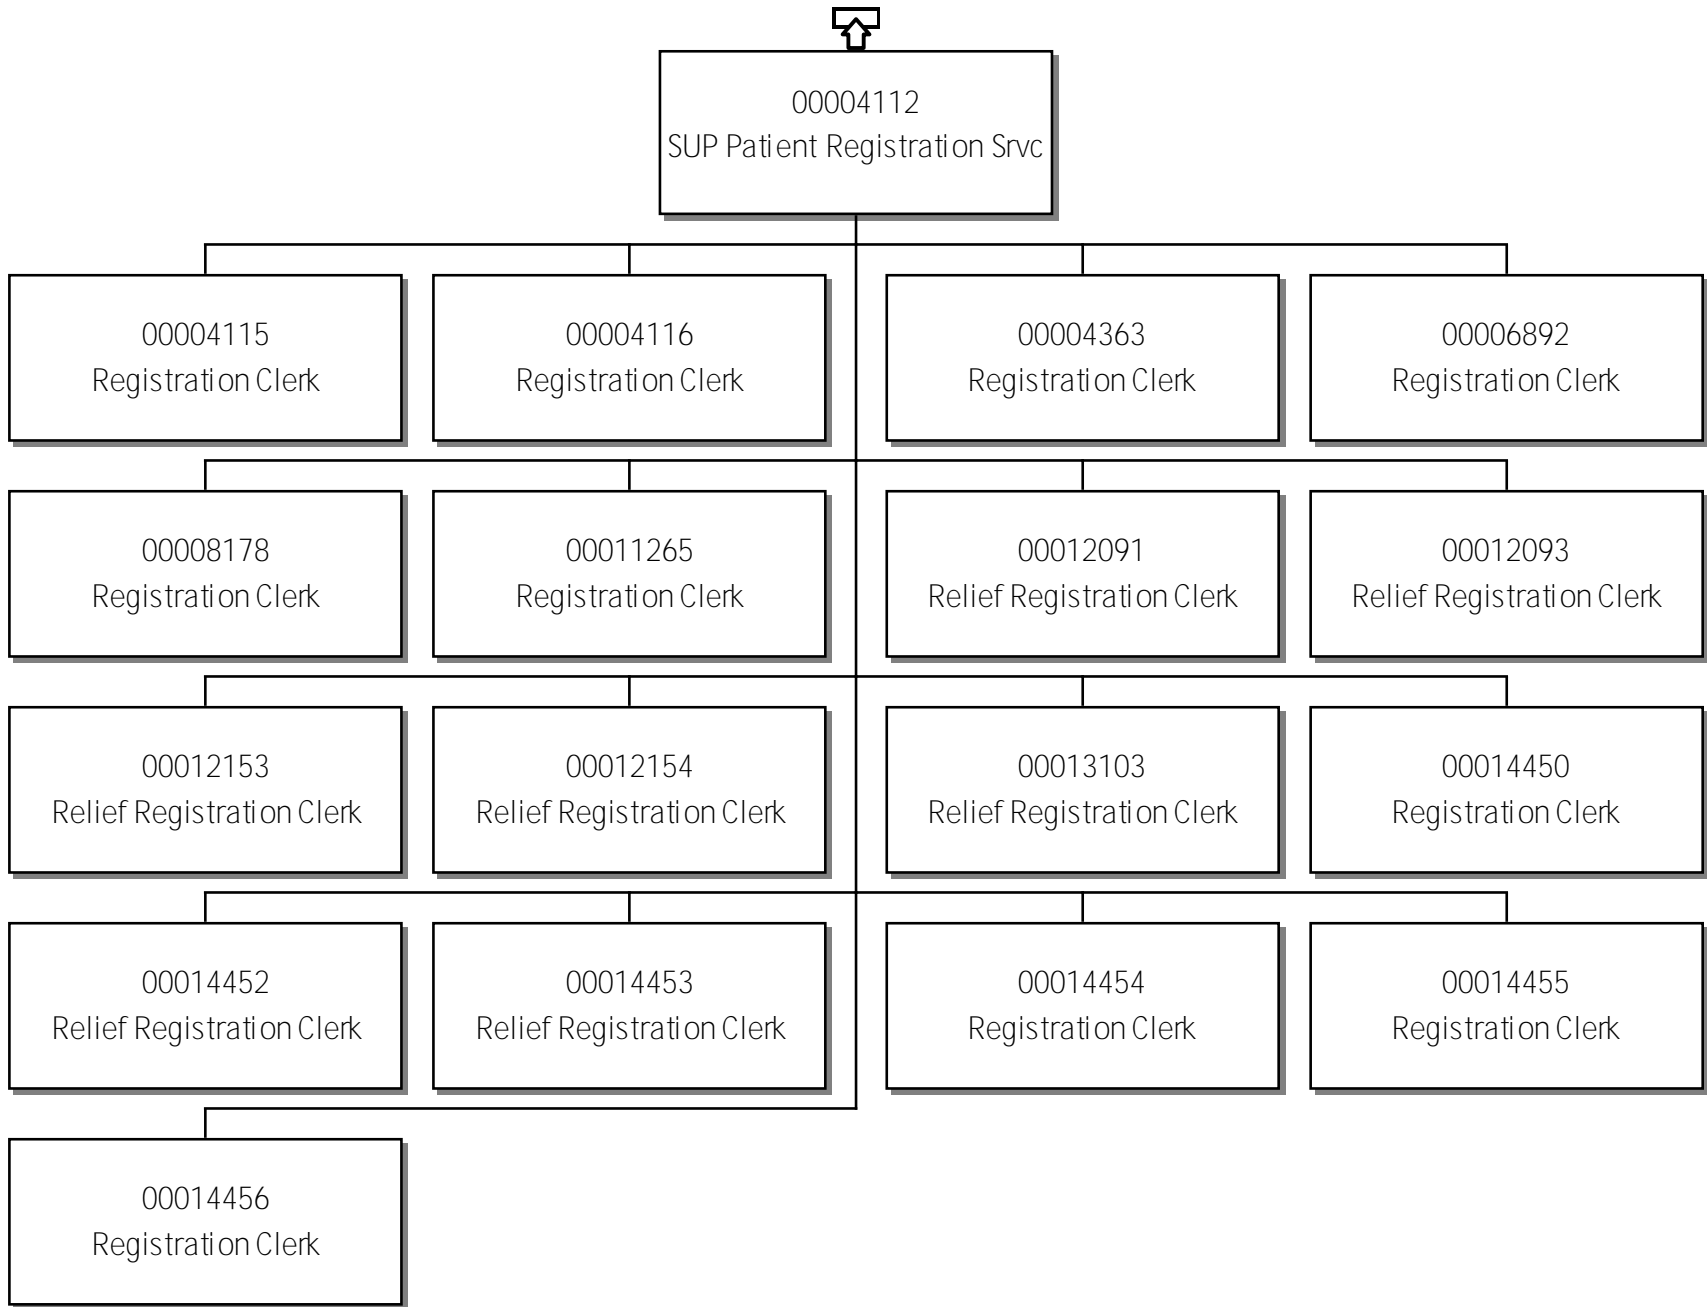 00004112
SUP Patient Registration Srvc
00004115
Registration Clerk
00004116
Registration Clerk
00004363
Registration Clerk
00006892
Registration Clerk
00008178
Registration Clerk
00011265
Registration Clerk
00012091
Relief Registration Clerk
00012093
Relief Registration Clerk
00012153
Relief Registration Clerk
00012154
Relief Registration Clerk
00013103
Relief Registration Clerk
00014450
Registration Clerk
00014452
Relief Registration Clerk
00014453
Relief Registration Clerk
00014454
Registration Clerk
00014455
Registration Clerk
00014456
Registration Clerk